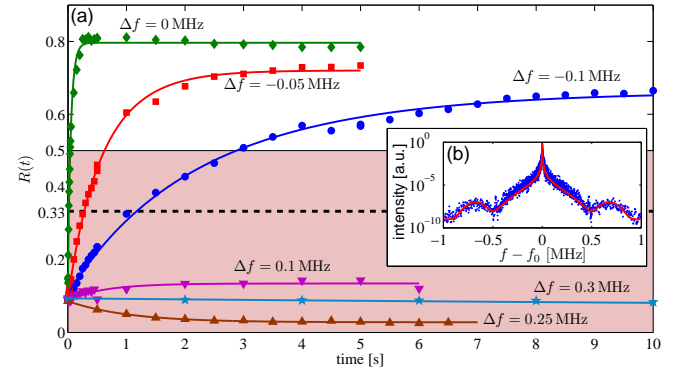 (a)
Δf = 0 MHz
Δf = −0.05 MHz
Δf = −0.1 MHz
Δf = 0.1 MHz
Δf = 0.3 MHz
Δf = 0.25 MHz
R(t)
0.8
0.6
0.5
0.4
0.33
0.2
0
0 1 2 3 4 5 6 7 8 9 10
time [s]
(b)
intensity [a.u.]
10^0
10^−5
10^−10
−1 −0.5 0 0.5 1
f − f_0 [MHz]